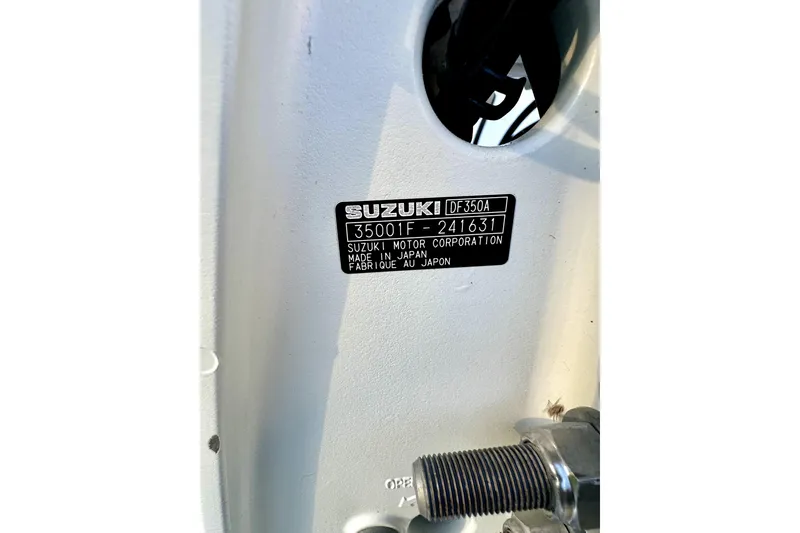 SUZUKI DF350A
35001F-241631
SUZUKI MOTOR CORPORATION
MADE IN JAPAN
FABRIQUE AU JAPON